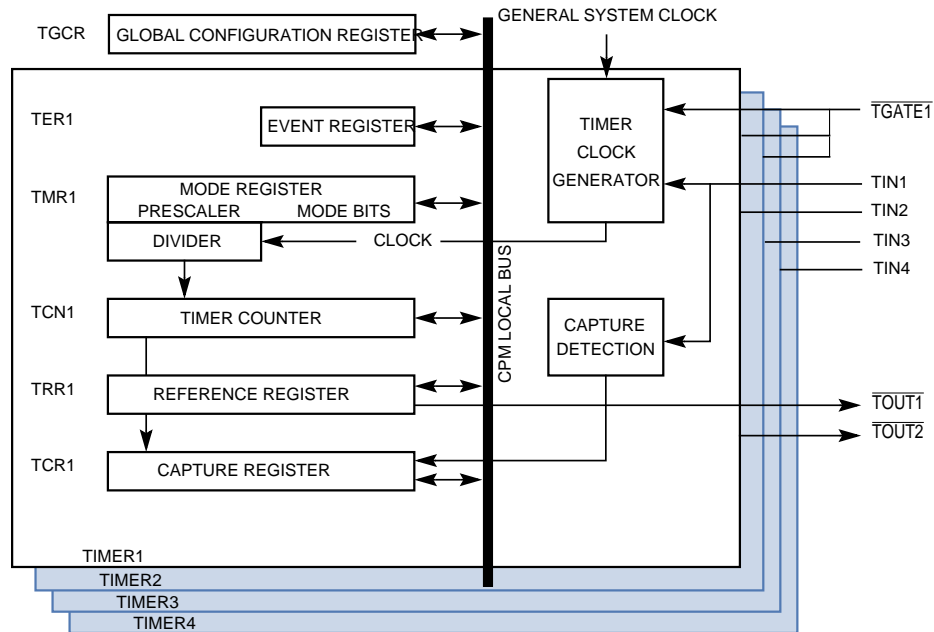 GENERAL SYSTEM CLOCK
TGCR
GLOBAL CONFIGURATION REGISTER
TER1
EVENT REGISTER
TIMER
CLOCK
GENERATOR
TGATE1
TMR1
MODE REGISTER
PRESCALER MODE BITS
DIVIDER
CLOCK
TIN1
TIN2
TIN3
TIN4
CPM LOCAL BUS
TCN1
TIMER COUNTER
CAPTURE
DETECTION
TRR1
REFERENCE REGISTER
TOUT1
TOUT2
TCR1
CAPTURE REGISTER
TIMER1
TIMER2
TIMER3
TIMER4